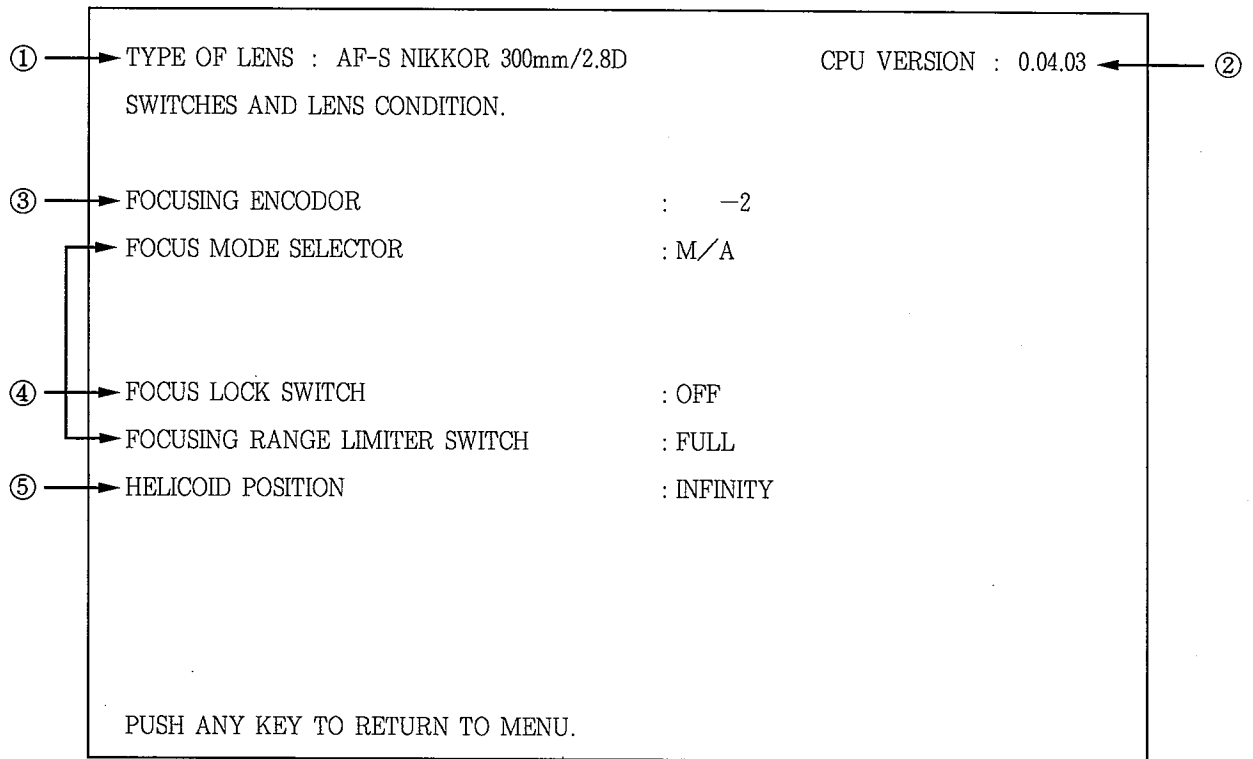 ① TYPE OF LENS : AF-S NIKKOR 300mm/2.8D CPU VERSION : 0.04.03 ②
SWITCHES AND LENS CONDITION.
③ FOCUSING ENCODOR : －2
FOCUS MODE SELECTOR : M／A
④ FOCUS LOCK SWITCH : OFF
FOCUSING RANGE LIMITER SWITCH : FULL
⑤ HELICOID POSITION : INFINITY
PUSH ANY KEY TO RETURN TO MENU.